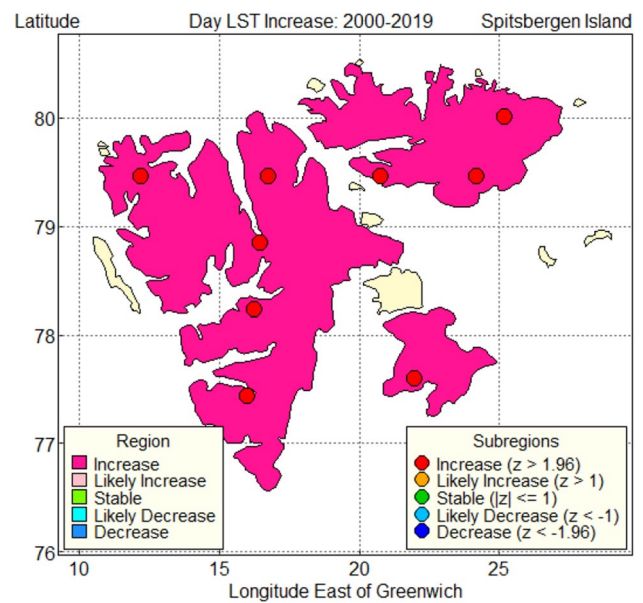 Latitude Day LST Increase: 2000-2019 Spitsbergen Island
80
79
78
77
76
10 15 20 25
Longitude East of Greenwich
Region
Increase
Likely Increase
Stable
Likely Decrease
Decrease
Subregions
Increase (z > 1.96)
Likely Increase (z > 1)
Stable (|z| <= 1)
Likely Decrease (z < -1)
Decrease (z < -1.96)